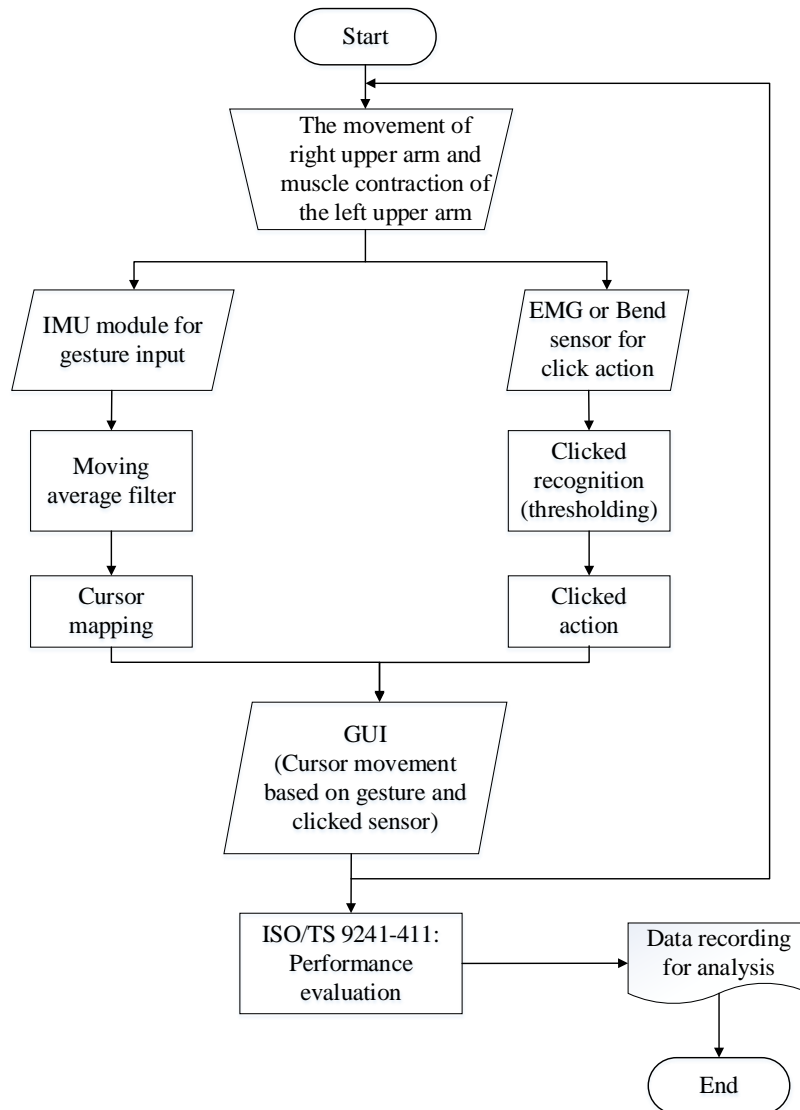 Start
The movement of
right upper arm and
muscle contraction of
the left upper arm
IMU module for
gesture input
EMG or Bend
sensor for
click action
Moving
average filter
Clicked
recognition
(thresholding)
Cursor
mapping
Clicked
action
GUI
(Cursor movement
based on gesture and
clicked sensor)
ISO/TS 9241-411:
Performance
evaluation
Data recording
for analysis
End